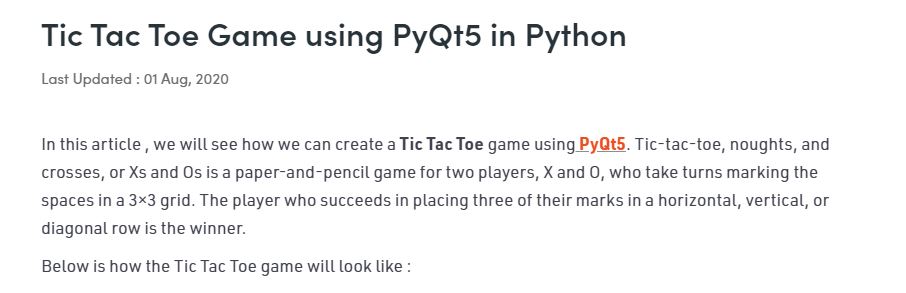 Tic Tac Toe Game using PyQt5 in Python
Last Updated : 01 Aug, 2020
In this article , we will see how we can create a Tic Tac Toe game using PyQt5. Tic-tac-toe, noughts, and
crosses, or Xs and Os is a paper-and-pencil game for two players, X and O, who take turns marking the
spaces in a 3×3 grid. The player who succeeds in placing three of their marks in a horizontal, vertical, or
diagonal row is the winner.
Below is how the Tic Tac Toe game will look like :